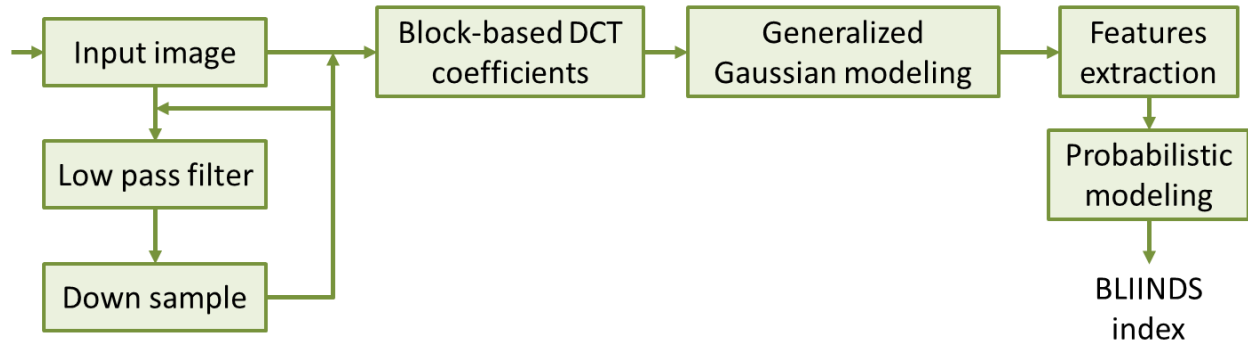 Input image
Block-based DCT
coefficients
Generalized
Gaussian modeling
Features
extraction
Low pass filter
Probabilistic
modeling
Down sample
BLIINDS
index